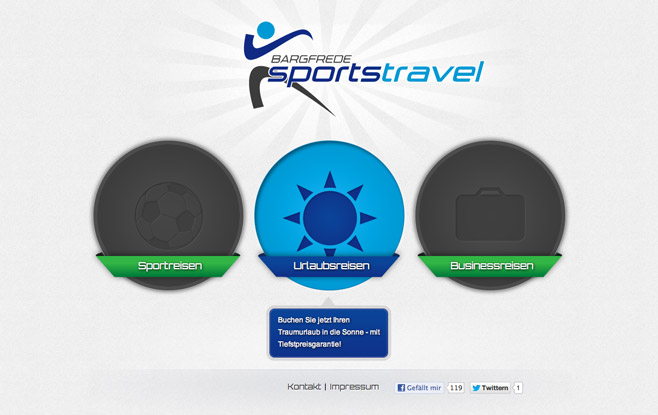 BARGFREDE
sportstravel
Sportreisen
Urlaubsreisen
Businessreisen
Buchen Sie jetzt Ihren
Traumurlaub in die Sonne - mit
Tiefstpreisgarantie!
Kontakt | Impressum
Gefällt mir 119 Twittern 1